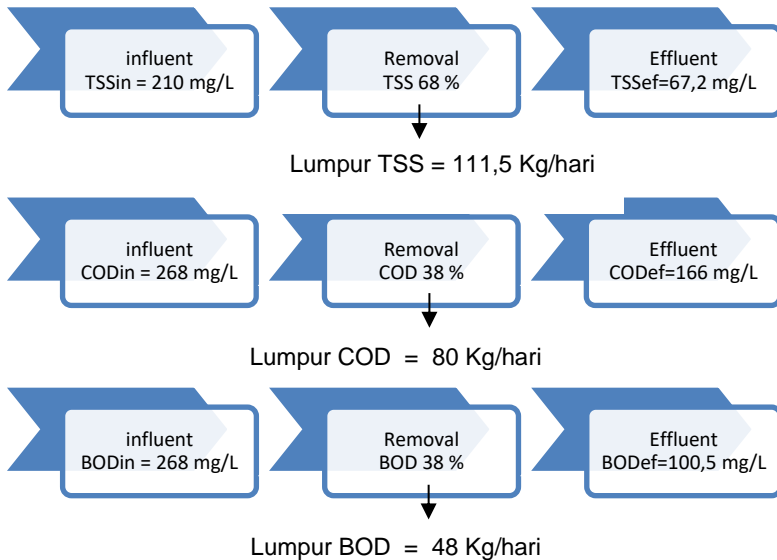 influent
TSSin = 210 mg/L
Removal
TSS 68 %
Effluent
TSSef=67,2 mg/L
Lumpur TSS = 111,5 Kg/hari
influent
CODin = 268 mg/L
Removal
COD 38 %
Effluent
CODef=166 mg/L
Lumpur COD = 80 Kg/hari
influent
BODin = 268 mg/L
Removal
BOD 38 %
Effluent
BODef=100,5 mg/L
Lumpur BOD = 48 Kg/hari